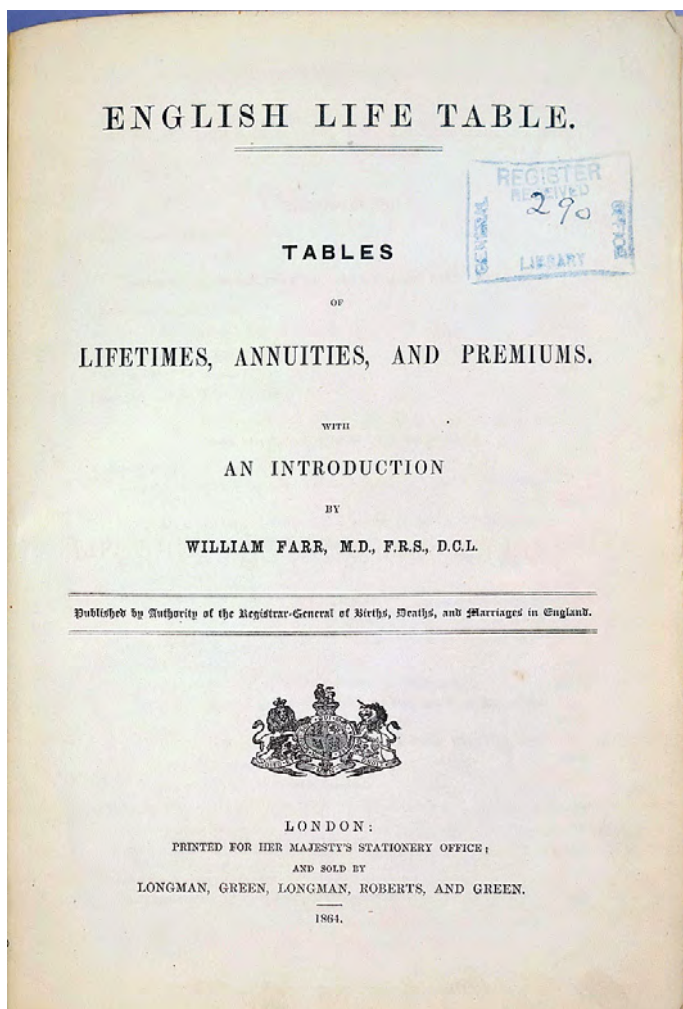 ENGLISH LIFE TABLE.
GENERAL
REGISTER
RECEIVED
290
LIBRARY
OFFICE
TABLES
OF
LIFETIMES, ANNUITIES, AND PREMIUMS.
WITH
AN INTRODUCTION
BY
WILLIAM FARR, M.D., F.R.S., D.C.L.
Published by Authority of the Registrar-General of Births, Deaths, and Marriages in England.
LONDON:
PRINTED FOR HER MAJESTY'S STATIONERY OFFICE;
AND SOLD BY
LONGMAN, GREEN, LONGMAN, ROBERTS, AND GREEN.
1864.